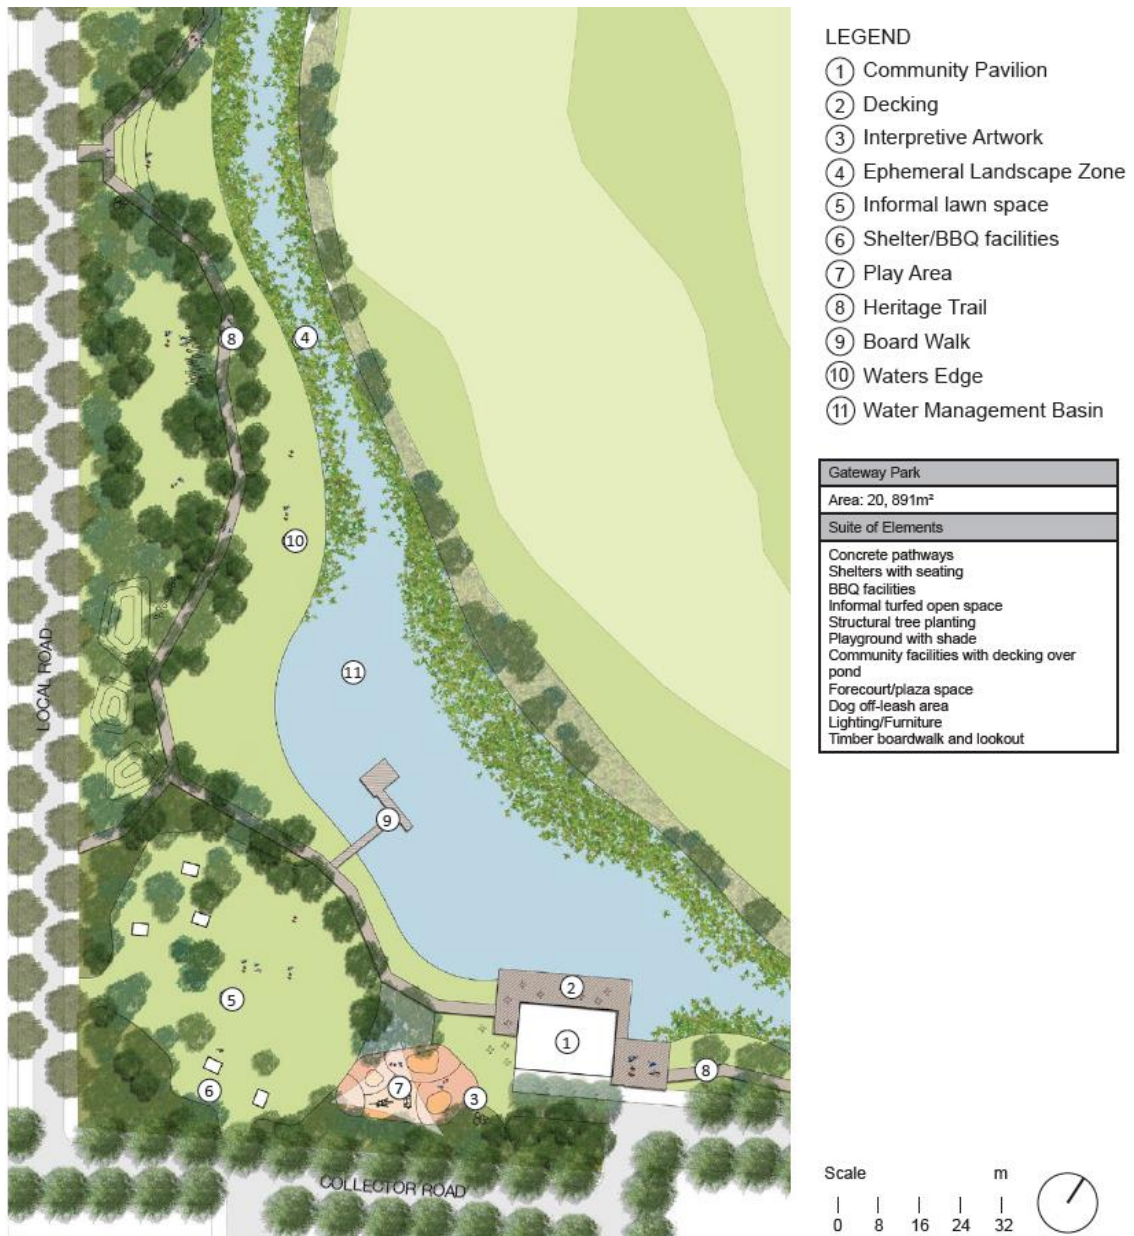 LEGEND
1 Community Pavilion
2 Decking
3 Interpretive Artwork
4 Ephemeral Landscape Zone
5 Informal lawn space
6 Shelter/BBQ facilities
7 Play Area
8 Heritage Trail
9 Board Walk
10 Waters Edge
11 Water Management Basin
Gateway Park
Area: 20, 891m²
Suite of Elements
Concrete pathways
Shelters with seating
BBQ facilities
Informal turfed open space
Structural tree planting
Playground with shade
Community facilities with decking over
pond
Forecourt/plaza space
Dog off-leash area
Lighting/Furniture
Timber boardwalk and lookout
8
4
10
11
LOCAL ROAD
9
5
2
1
6
7
3
8
COLLECTOR ROAD
Scale m
0 8 16 24 32